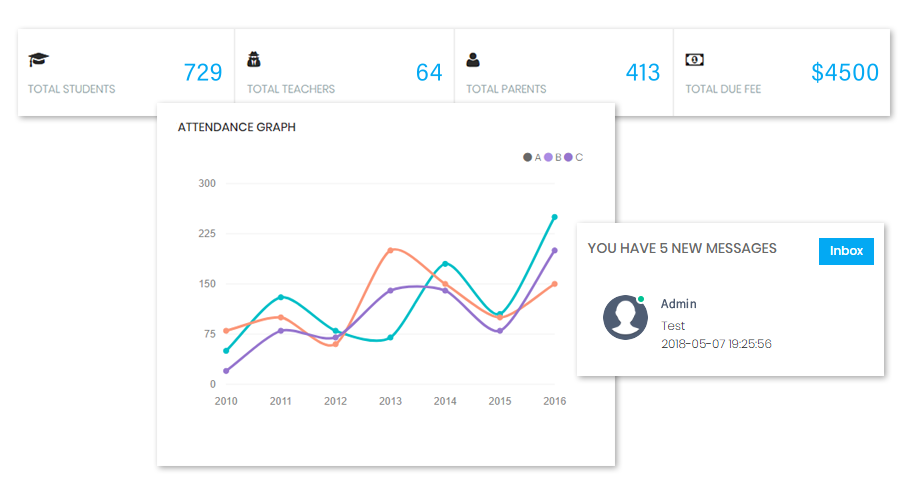 729
TOTAL STUDENTS
64
TOTAL TEACHERS
413
TOTAL PARENTS
$4500
TOTAL DUE FEE
ATTENDANCE GRAPH
A B C
300
225
150
75
0
2010 2011 2012 2013 2014 2015 2016
YOU HAVE 5 NEW MESSAGES
Inbox
Admin
Test
2018-05-07 19:25:56